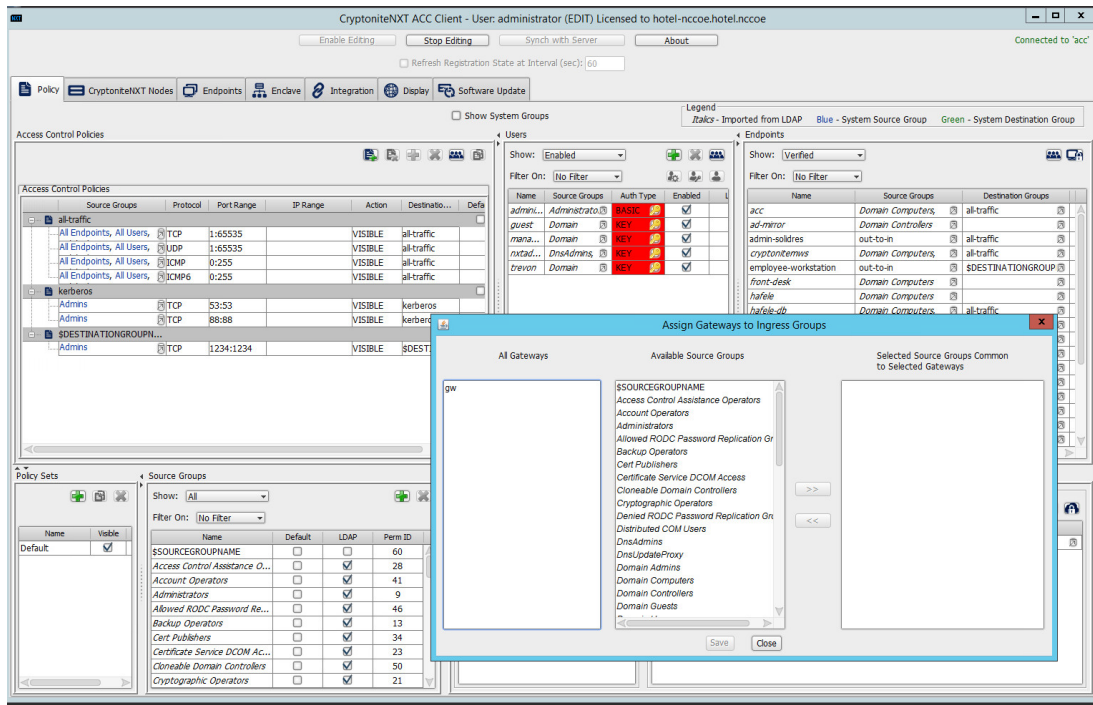 NXT
CryptoniteNXT ACC Client - User: administrator (EDIT) Licensed to hotel-nccoe.hotel.nccoe
Enable Editing Stop Editing Synch with Server About Connected to 'acc'
Refresh Registration State at Interval (sec): 60
Policy CryptoniteNXT Nodes Endpoints Enclave Integration Display Software Update
Show System Groups
Legend
Italics - Imported from LDAP Blue - System Source Group Green - System Destination Group
Access Control Policies
Access Control Policies
Source Groups Protocol Port Range IP Range Action Destinatio... Defa
all-traffic
All Endpoints, All Users, TCP 1:65535 VISIBLE all-traffic
All Endpoints, All Users, UDP 1:65535 VISIBLE all-traffic
All Endpoints, All Users, ICMP 0:255 VISIBLE all-traffic
All Endpoints, All Users, ICMP6 0:255 VISIBLE all-traffic
kerberos
Admins TCP 53:53 VISIBLE kerberos
Admins TCP 88:88 VISIBLE kerberc
$DESTINATIONGROUPN...
Admins TCP 1234:1234 VISIBLE $DEST
Users
Show: Enabled
Filter On: No Filter
Name Source Groups Auth Type Enabled L
admini... Administrato. BASIC
guest Domain KEY
mana... Domain KEY
nxtad... DnsAdmins, KEY
trevon Domain KEY
Endpoints
Show: Verified
Filter On: No Filter
Name Source Groups Destination Groups
acc Domain Computers, all-traffic
ad-mirror Domain Controllers
admin-solidres out-to-in all-traffic
cryptonitemws Domain Computers, all-traffic
employee-workstation out-to-in $DESTINATIONGROUP
front-desk Domain Computers
hafele Domain Computers
hafele-db Domain Computers, all-traffic
Assign Gateways to Ingress Groups
All Gateways
gw
Available Source Groups
$SOURCEGROUPNAME
Access Control Assistance Operators
Account Operators
Administrators
Allowed RODC Password Replication Gr
Backup Operators
Cert Publishers
Certificate Service DCOM Access
Cloneable Domain Controllers
Cryptographic Operators
Denied RODC Password Replication Gro
Distributed COM Users
DnsAdmins
DnsUpdateProxy
Domain Admins
Domain Computers
Domain Controllers
Domain Guests
>>
<<
Selected Source Groups Common
to Selected Gateways
Save Close
Policy Sets
Name Visible
Default
Source Groups
Show: All
Filter On: No Filter
Name Default LDAP Perm ID
$SOURCEGROUPNAME 60
Access Control Assistance O... 28
Account Operators 41
Administrators 9
Allowed RODC Password Re... 46
Backup Operators 13
Cert Publishers 34
Certificate Service DCOM Ac... 23
Cloneable Domain Controllers 50
Cryptographic Operators 21